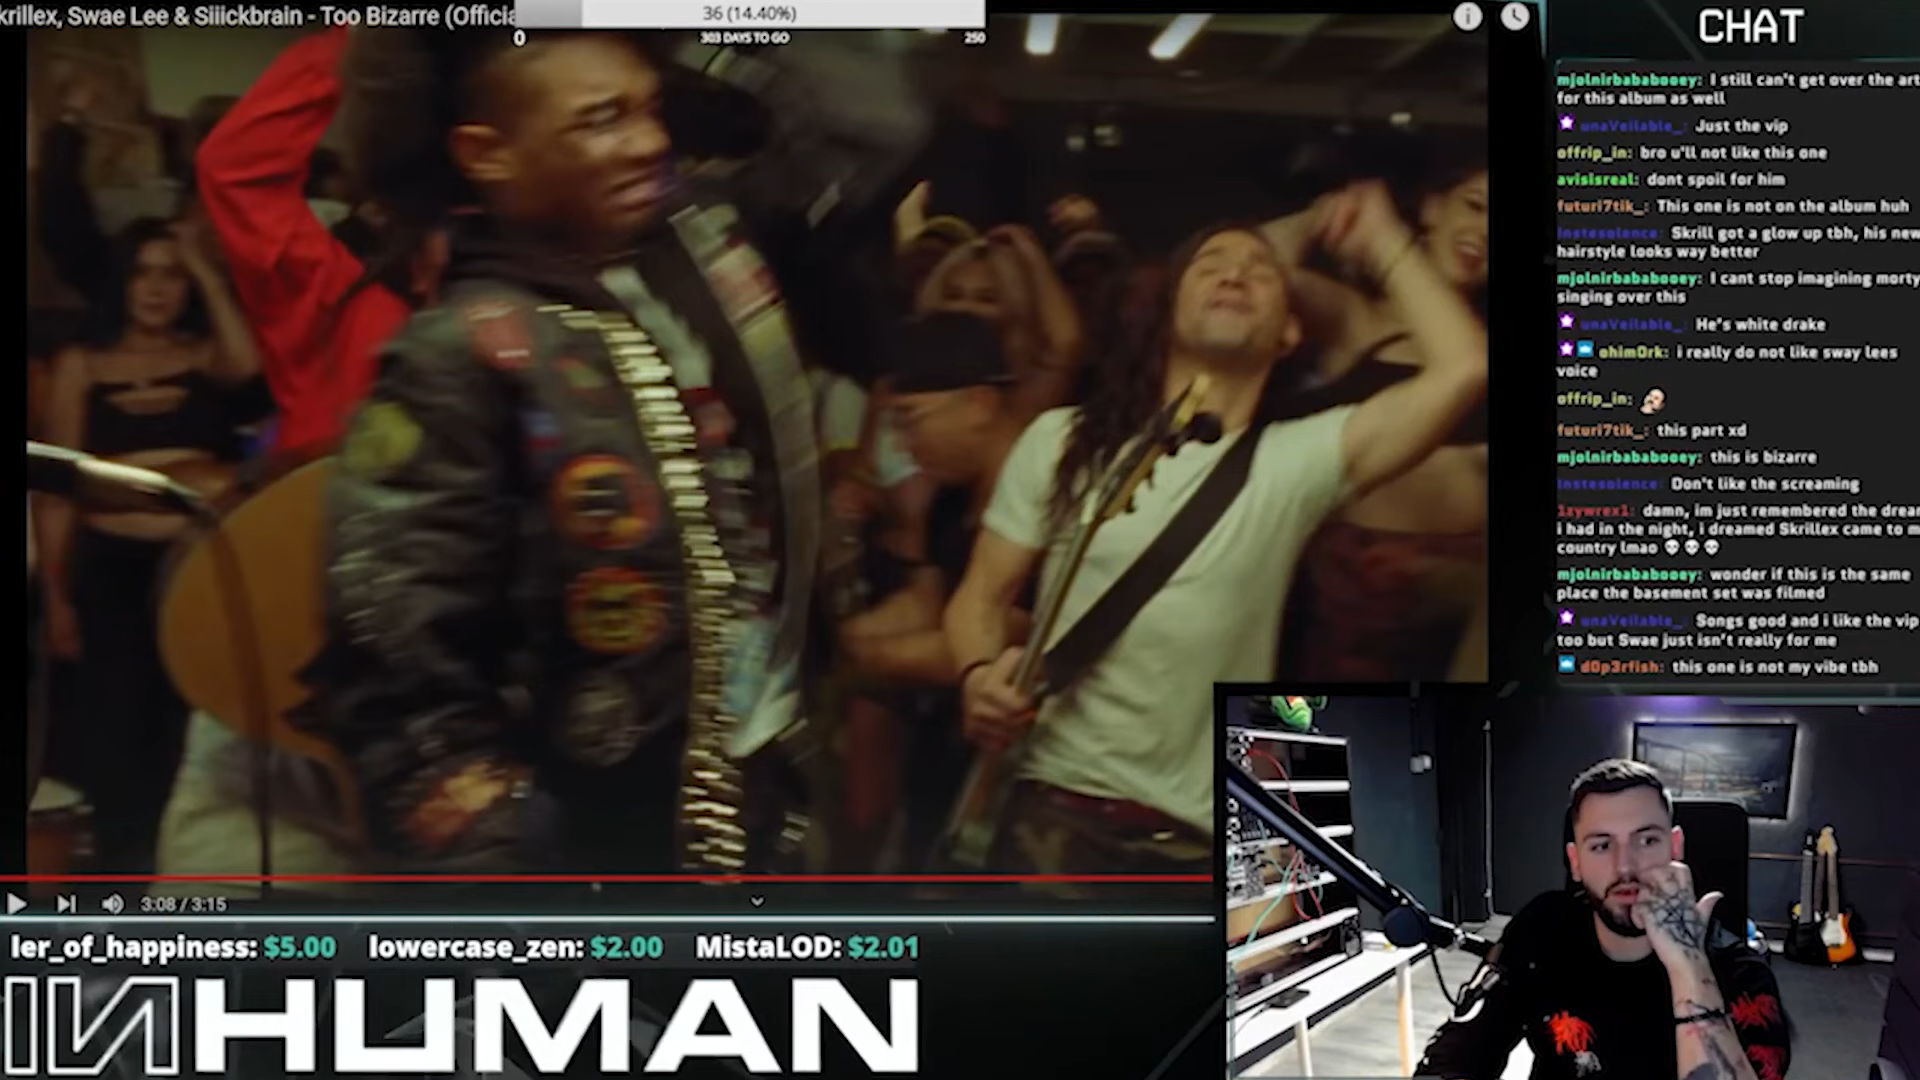 krillex, Swae Lee & Siiickbrain - Too Bizarre (Officia
36 (14.40%)
0
303 DAYS TO GO
250
CHAT
mjolnirbababooey: I still can't get over the art
for this album as well
unaVeilable_: Just the vip
offrip_in: bro u'll not like this one
avisisreal: dont spoil for him
futuri7tik_: This one is not on the album huh
Instesolence: Skrill got a glow up tbh, his new
hairstyle looks way better
mjolnirbababooey: I cant stop imagining morty
singing over this
unaVeilable_: He's white drake
ohim0rk: i really do not like sway lees
voice
offrip_in:
futuri7tik_: this part xd
mjolnirbababooey: this is bizarre
Instesolence: Don't like the screaming
1zywrex1: damn, im just remembered the drea
i had in the night, i dreamed Skrillex came to m
country lmao
mjolnirbababooey: wonder if this is the same
place the basement set was filmed
unaVeilable_: Songs good and i like the vip
too but Swae just isn't really for me
d0p3rfish: this one is not my vibe tbh
3:08 / 3:15
ler_of_happiness: $5.00 lowercase_zen: $2.00 MistaLOD: $2.01
INHUMAN